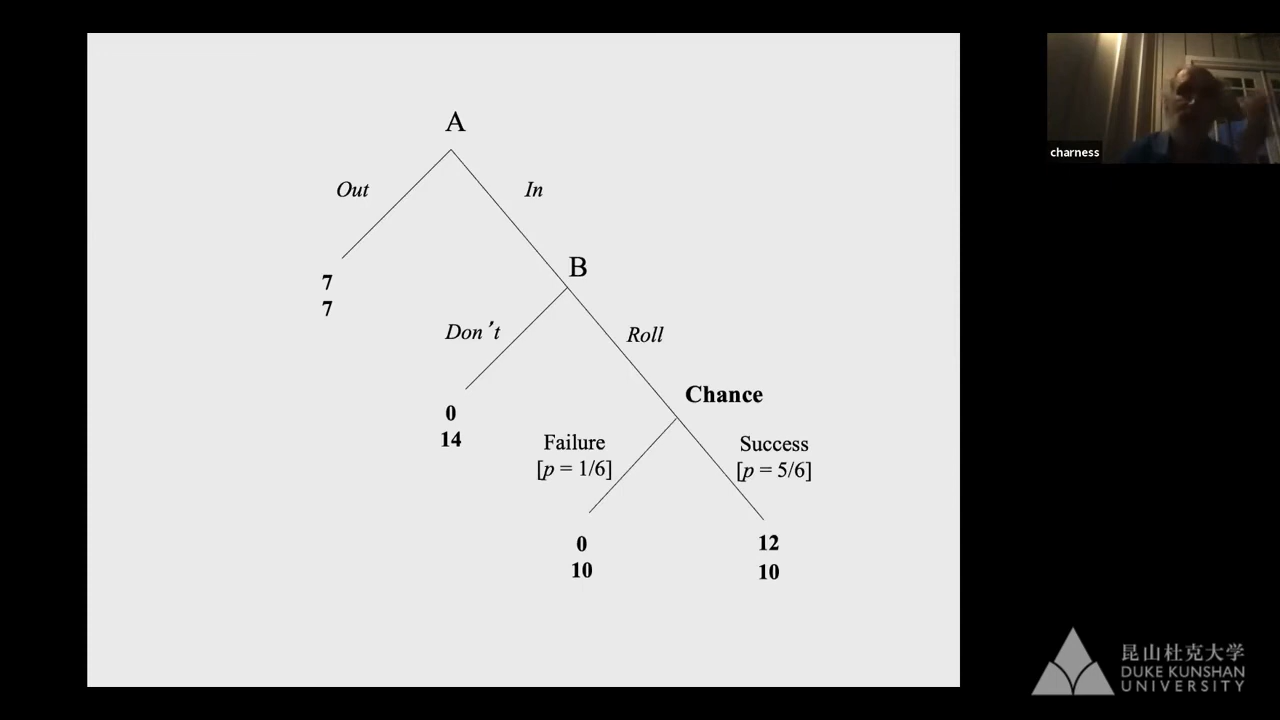 A
Out
In
7
7
B
Don't
Roll
0
14
Chance
Failure
[p = 1/6]
Success
[p = 5/6]
0
10
12
10
charness
昆山杜克大学
DUKE KUNSHAN
UNIVERSITY